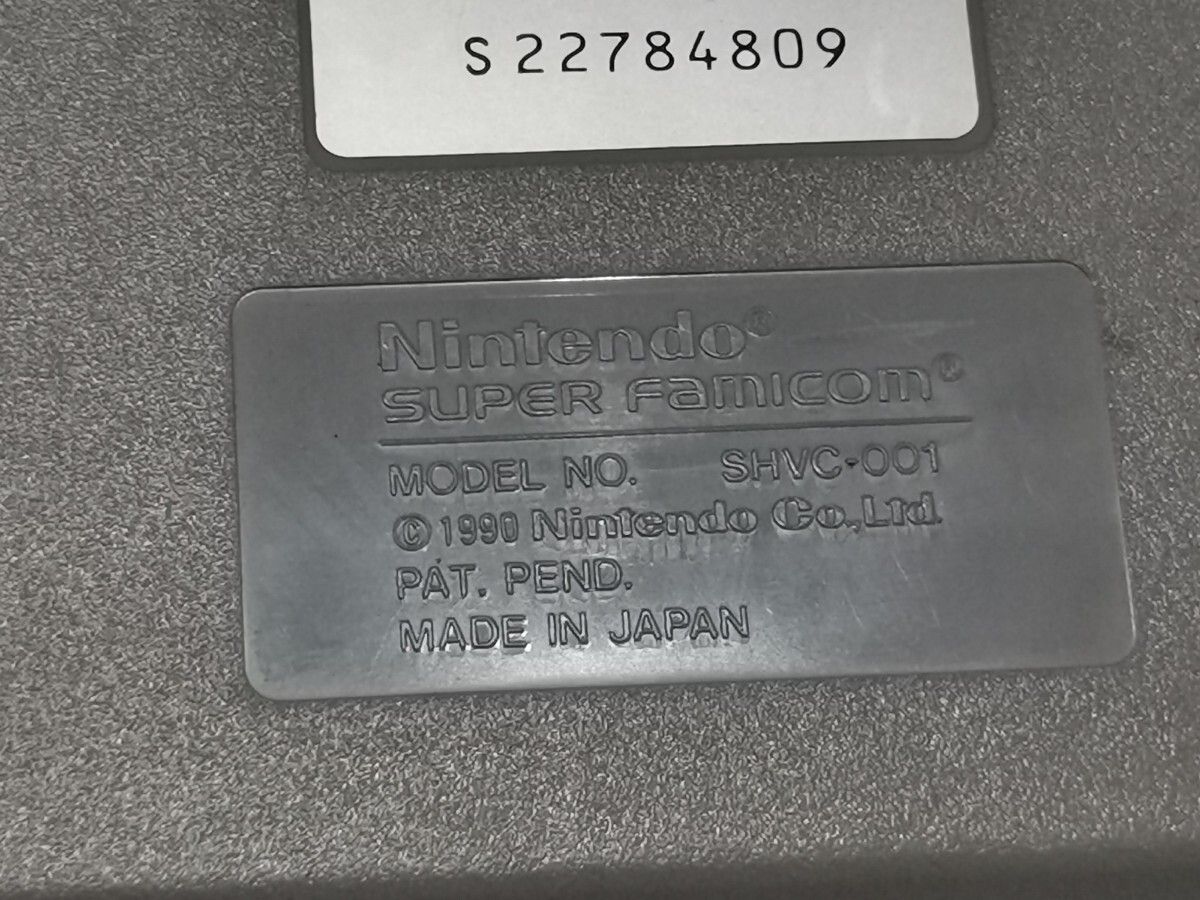 S 22784809
Nintendo®
SUPER Famicom®
MODEL NO. SHVC-001
© 1990 Nintendo Co.,Ltd.
PAT. PEND.
MADE IN JAPAN